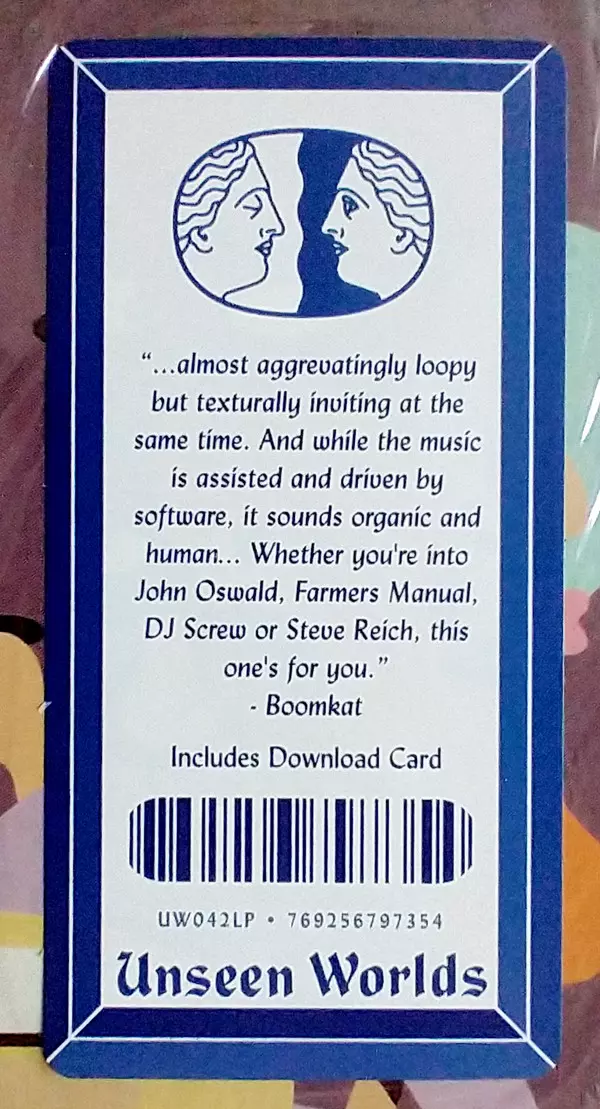 “...almost aggrevatingly loopy
but texturally inviting at the
same time. And while the music
is assisted and driven by
software, it sounds organic and
human... Whether you're into
John Oswald, Farmers Manual,
DJ Screw or Steve Reich, this
one's for you.”
- Boomkat
Includes Download Card
UW042LP • 769256797354
Unseen Worlds